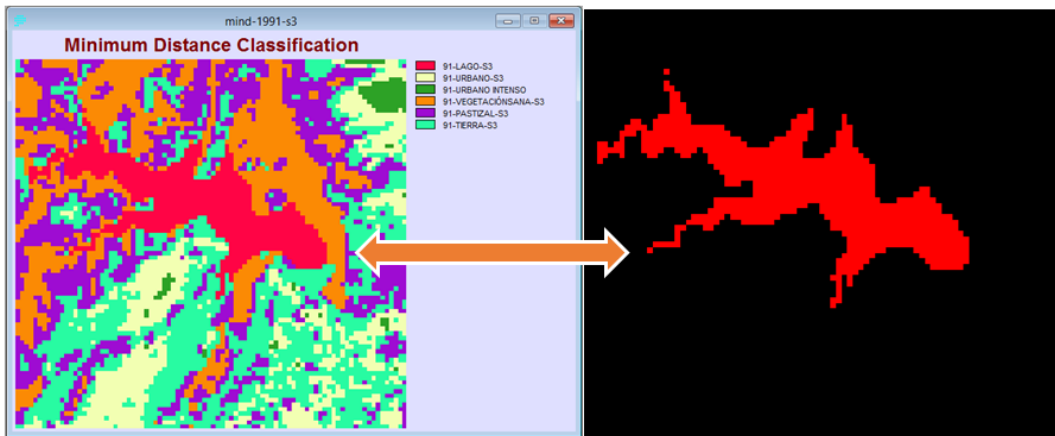 mind-1991-s3
Minimum Distance Classification
91-LAGO-S3
91-URBANO-S3
91-URBANO INTENSO
91-VEGETACIÓNSANA-S3
91-PASTIZAL-S3
91-TIERRA-S3